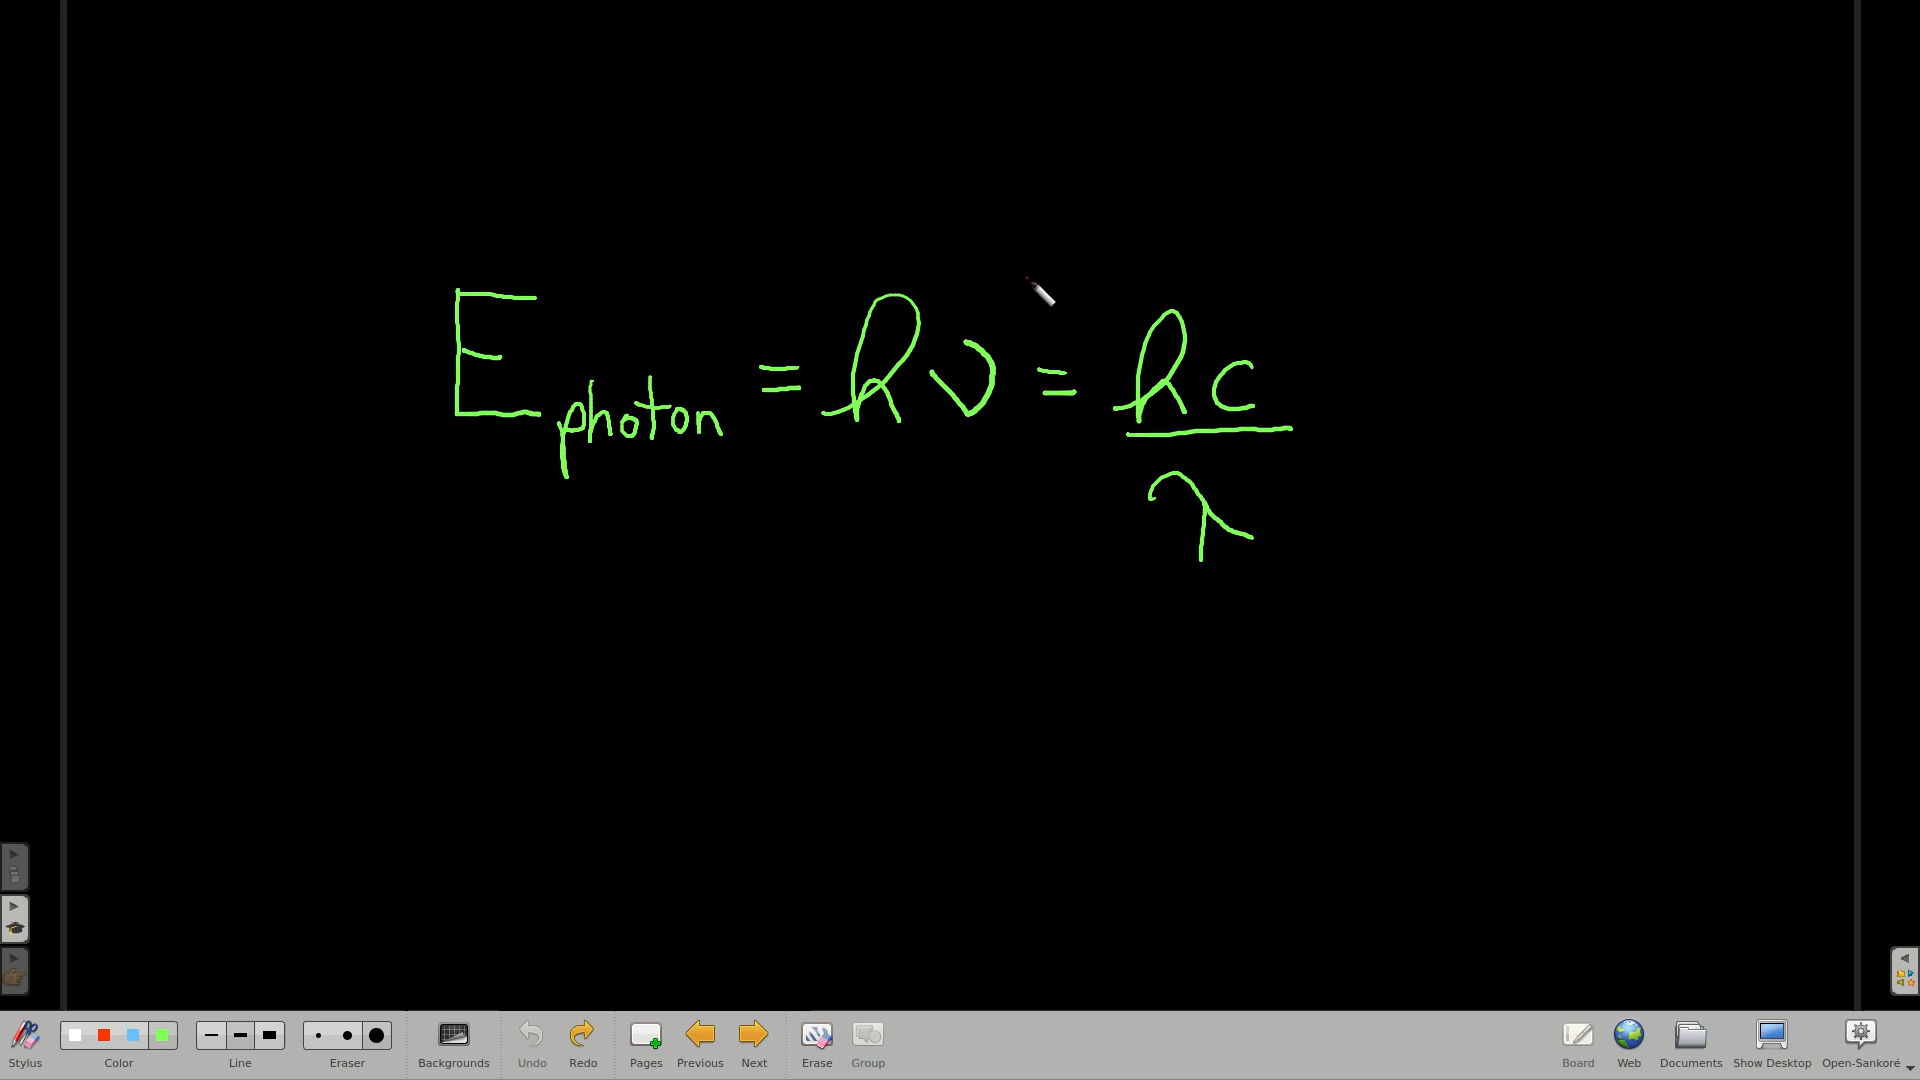 E photon = hν = hc
λ
Stylus Color Line Eraser Backgrounds Undo Redo Pages Previous Next Erase Group Board Web Documents Show Desktop Open-Sankoré